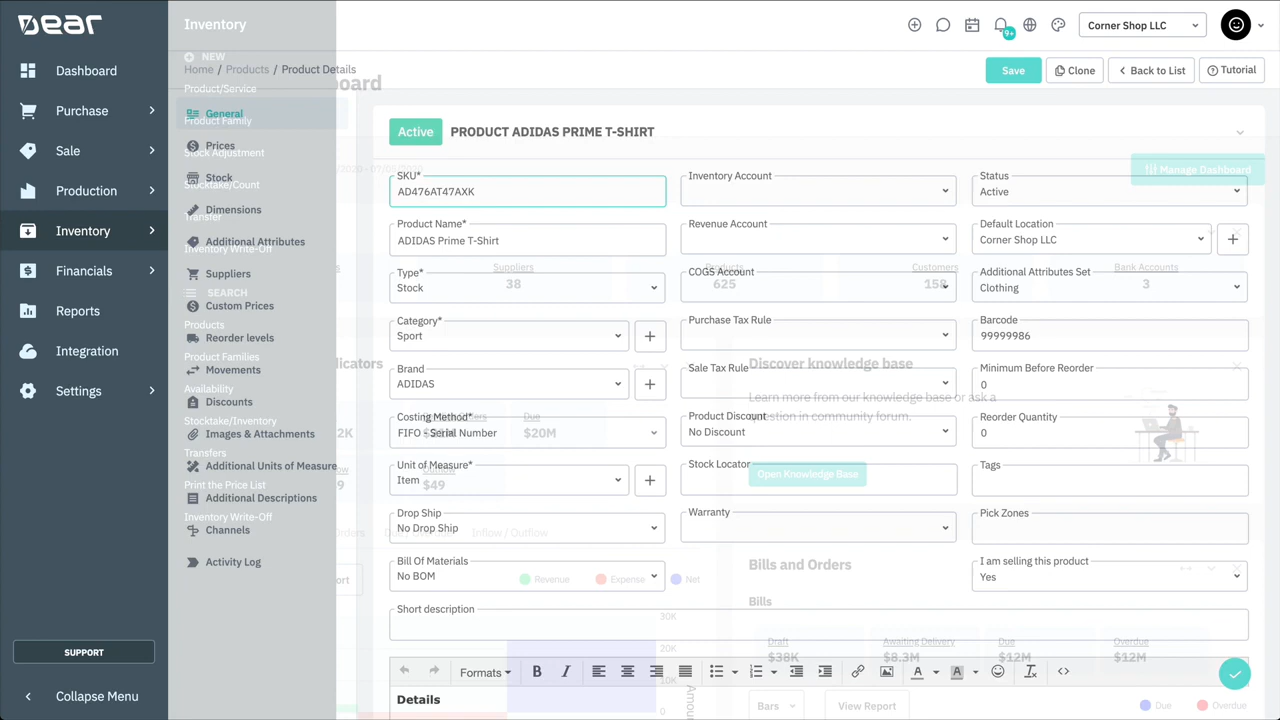 Dear
Dashboard
Purchase
Sale
Production
Inventory
Financials
Reports
Integration
Settings
SUPPORT
Collapse Menu
Inventory
NEW
Product/Service
Product Family
Stock Adjustment
Stocktake/Count
Transfer
Inventory Write-Off
SEARCH
Products
Product Families
Availability
Stocktake/Inventory
Transfers
Print the Price List
Inventory Write-Off
Home / Products / Product Details
General
Prices
Stock
Dimensions
Additional Attributes
Suppliers
Custom Prices
Reorder levels
Movements
Discounts
Images & Attachments
Additional Units of Measure
Additional Descriptions
Channels
Activity Log
9+
Corner Shop LLC
Save
Clone
Back to List
Tutorial
Active
PRODUCT ADIDAS PRIME T-SHIRT
Manage Dashboard
SKU*
AD476AT47AXK
Product Name*
ADIDAS Prime T-Shirt
Type*
Stock
Category*
Sport
Brand
ADIDAS
Costing Method*
FIFO - Serial Number
Unit of Measure*
Item
Drop Ship
No Drop Ship
Bill Of Materials
No BOM
Short description
Inventory Account
Revenue Account
COGS Account
Purchase Tax Rule
Sale Tax Rule
Product Discount
No Discount
Stock Locator
Warranty
Status
Active
Default Location
Corner Shop LLC
Additional Attributes Set
Clothing
Barcode
99999986
Minimum Before Reorder
0
Reorder Quantity
0
Tags
Pick Zones
I am selling this product
Yes
Suppliers
38
Products
625
Customers
158
Bank Accounts
3
Discover knowledge base
Learn more from our knowledge base or ask a
question in community forum.
Open Knowledge Base
Due
$20M
$49
Inflow / Outflow
Revenue
Expense
Net
30K
20K
10K
0
Bills and Orders
Bills
Draft
$38K
Awaiting Delivery
$8.3M
Due
$12M
Overdue
$12M
Formats
B
I
A
A
Details
Bars
View Report
Due
Overdue